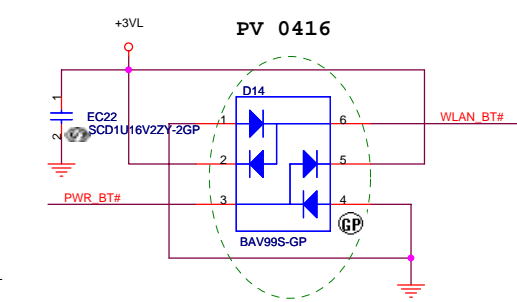 +3VL
PV 0416
D14
1
EC22
SCD1U16V2ZY-2GP
2
1
6
WLAN_BT#
2
5
PWR_BT#
3
4
GP
BAV99S-GP